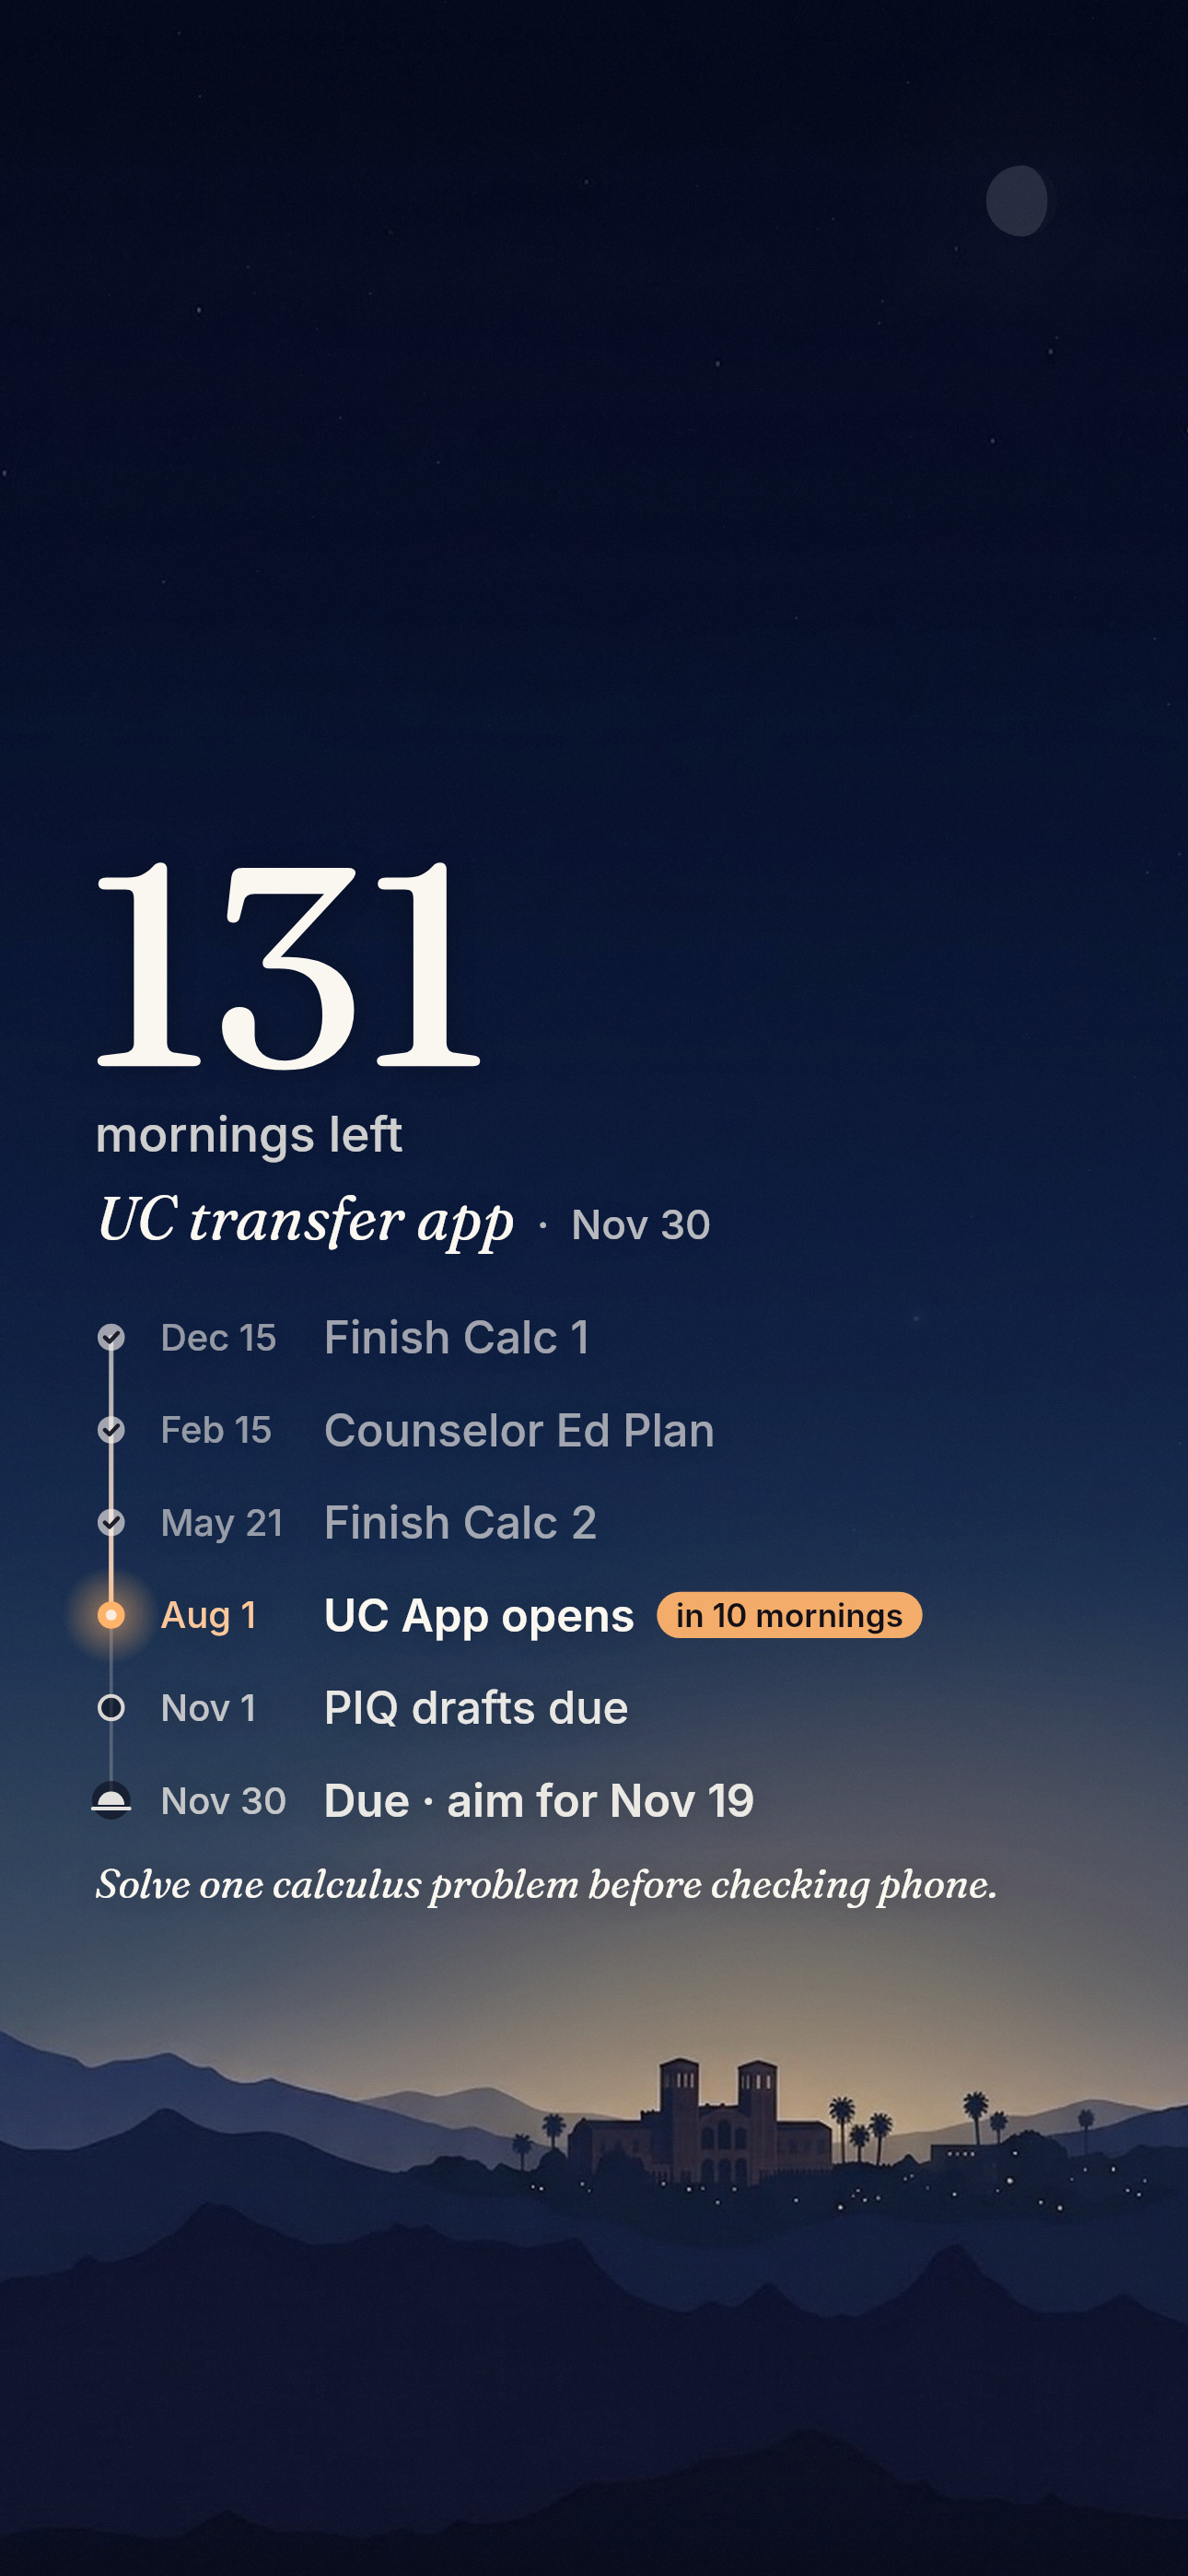 131
mornings left
UC transfer app · Nov 30
Dec 15 Finish Calc 1
Feb 15 Counselor Ed Plan
May 21 Finish Calc 2
Aug 1 UC App opens in 10 mornings
Nov 1 PIQ drafts due
Nov 30 Due · aim for Nov 19
Solve one calculus problem before checking phone.